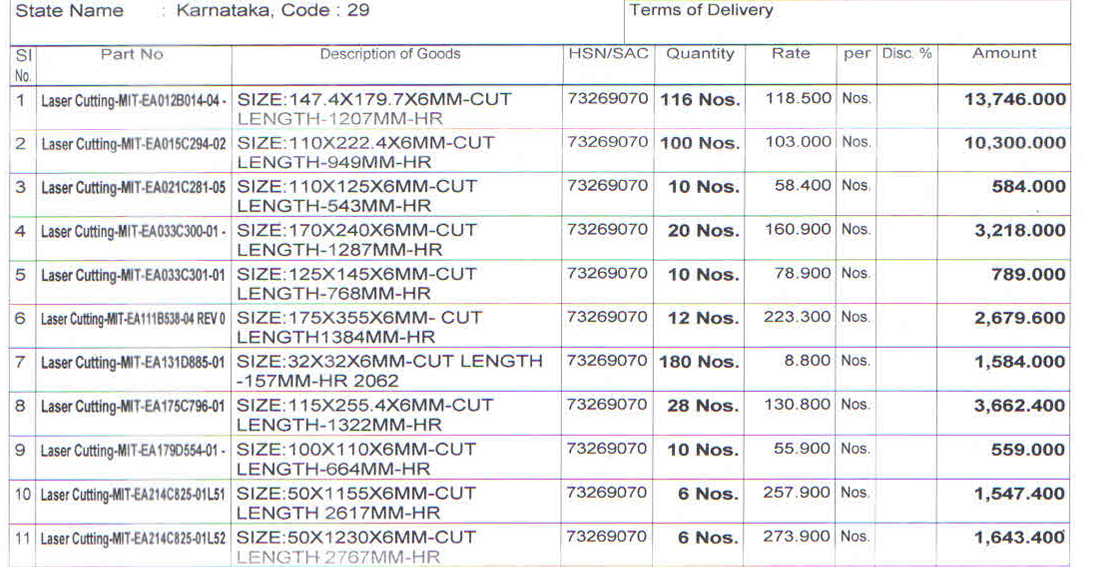 State Name : Karnataka, Code : 29
Terms of Delivery
Sl No. Part No Description of Goods HSN/SAC Quantity Rate per Disc. % Amount
1 Laser Cutting-MIT-EA012B014-04 - SIZE:147.4X179.7X6MM-CUT 73269070 116 Nos. 118.500 Nos. 13,746.000
LENGTH-1207MM-HR
2 Laser Cutting-MIT-EA015C294-02 SIZE:110X222.4X6MM-CUT 73269070 100 Nos. 103.000 Nos. 10,300.000
LENGTH-949MM-HR
3 Laser Cutting-MIT-EA021C281-05 SIZE:110X125X6MM-CUT 73269070 10 Nos. 58.400 Nos. 584.000
LENGTH-543MM-HR
4 Laser Cutting-MIT-EA033C300-01 - SIZE:170X240X6MM-CUT 73269070 20 Nos. 160.900 Nos. 3,218.000
LENGTH-1287MM-HR
5 Laser Cutting-MIT-EA033C301-01 SIZE:125X145X6MM-CUT 73269070 10 Nos. 78.900 Nos. 789.000
LENGTH-768MM-HR
6 Laser Cutting-MIT-EA111B538-04 REV 0 SIZE:175X355X6MM- CUT 73269070 12 Nos. 223.300 Nos. 2,679.600
LENGTH1384MM-HR
7 Laser Cutting-MIT-EA131D885-01 SIZE:32X32X6MM-CUT LENGTH 73269070 180 Nos. 8.800 Nos. 1,584.000
-157MM-HR 2062
8 Laser Cutting-MIT-EA175C796-01 SIZE:115X255.4X6MM-CUT 73269070 28 Nos. 130.800 Nos. 3,662.400
LENGTH-1322MM-HR
9 Laser Cutting-MIT-EA179D554-01 - SIZE:100X110X6MM-CUT 73269070 10 Nos. 55.900 Nos. 559.000
LENGTH-664MM-HR
10 Laser Cutting-MIT-EA214C825-01L51 SIZE:50X1155X6MM-CUT 73269070 6 Nos. 257.900 Nos. 1,547.400
LENGTH 2617MM-HR
11 Laser Cutting-MIT-EA214C825-01L52 SIZE:50X1230X6MM-CUT 73269070 6 Nos. 273.900 Nos. 1,643.400
LENGTH 2767MM-HR